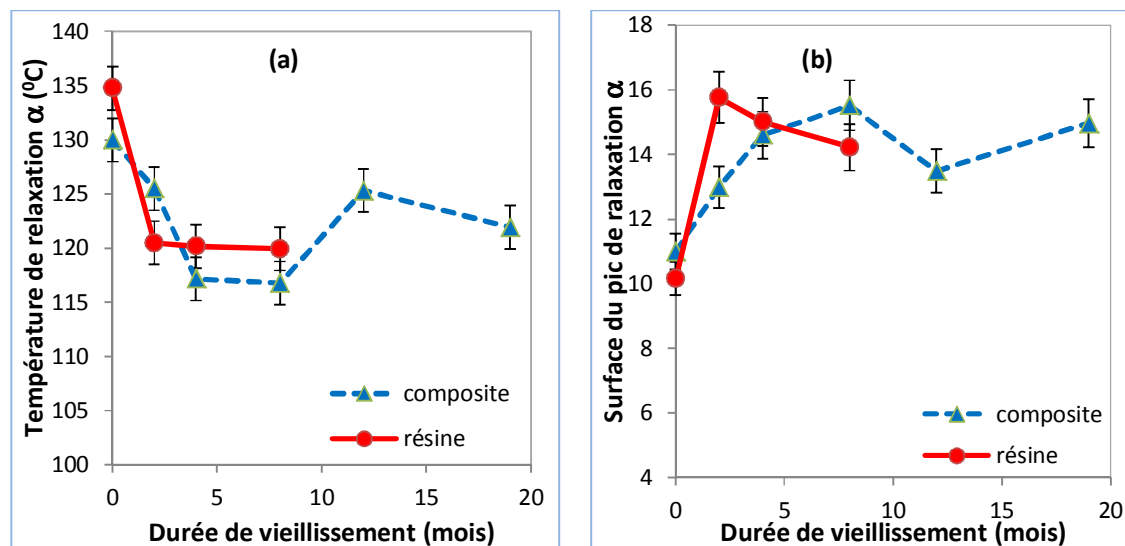 (a)
Température de relaxation α (⁰C)
140
135
130
125
120
115
110
105
100
0
5
10
15
20
composite
résine
Durée de vieillissement (mois)
(b)
Surface du pic de ralaxation α
18
16
14
12
10
8
6
4
0
5
10
15
20
composite
résine
Durée de vieillissement (mois)